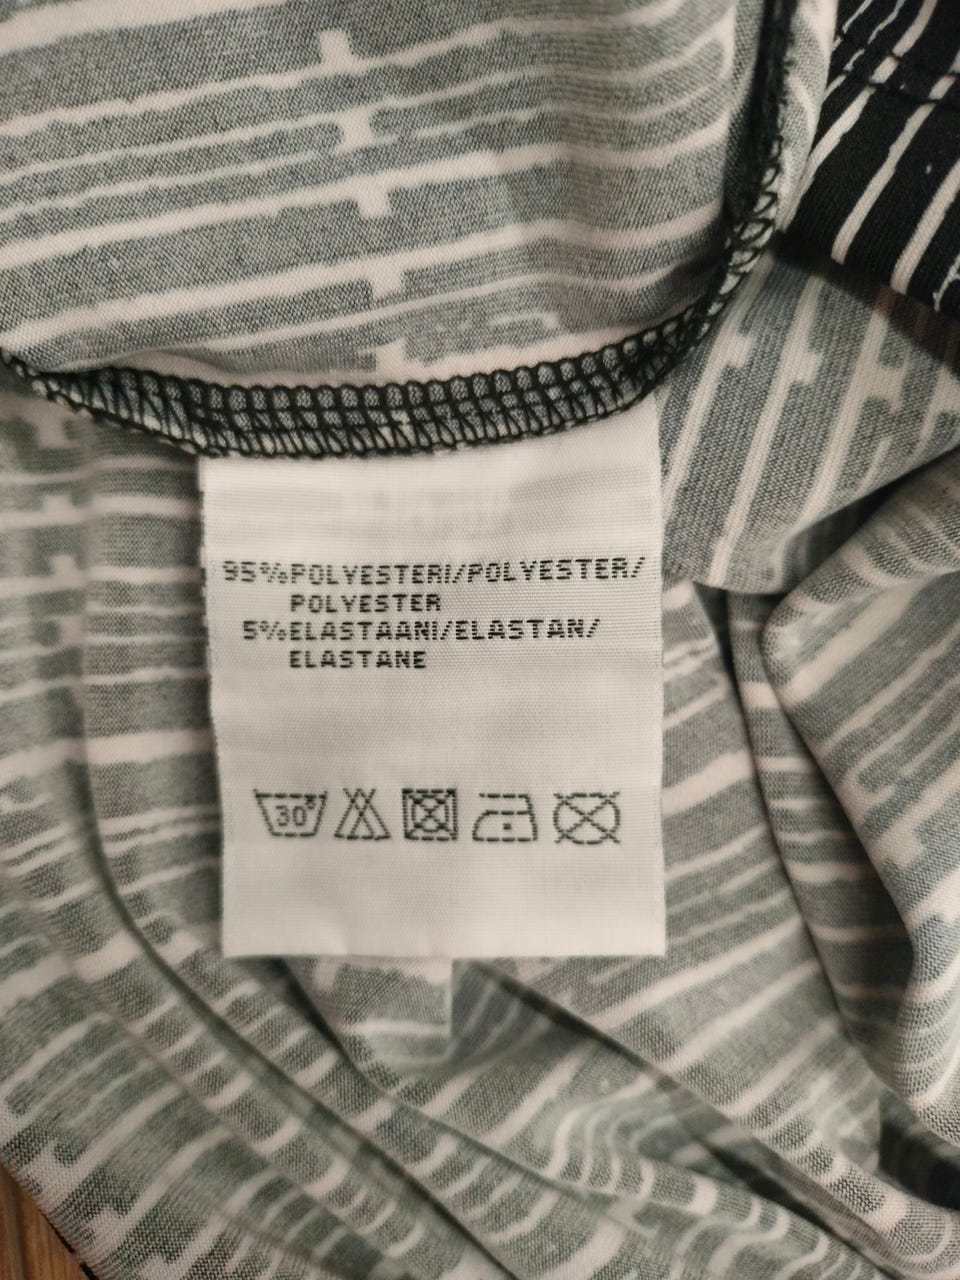 95%POLYESTERI/POLYESTER/
POLYESTER
5%ELASTAANI/ELASTAN/
ELASTANE
30°